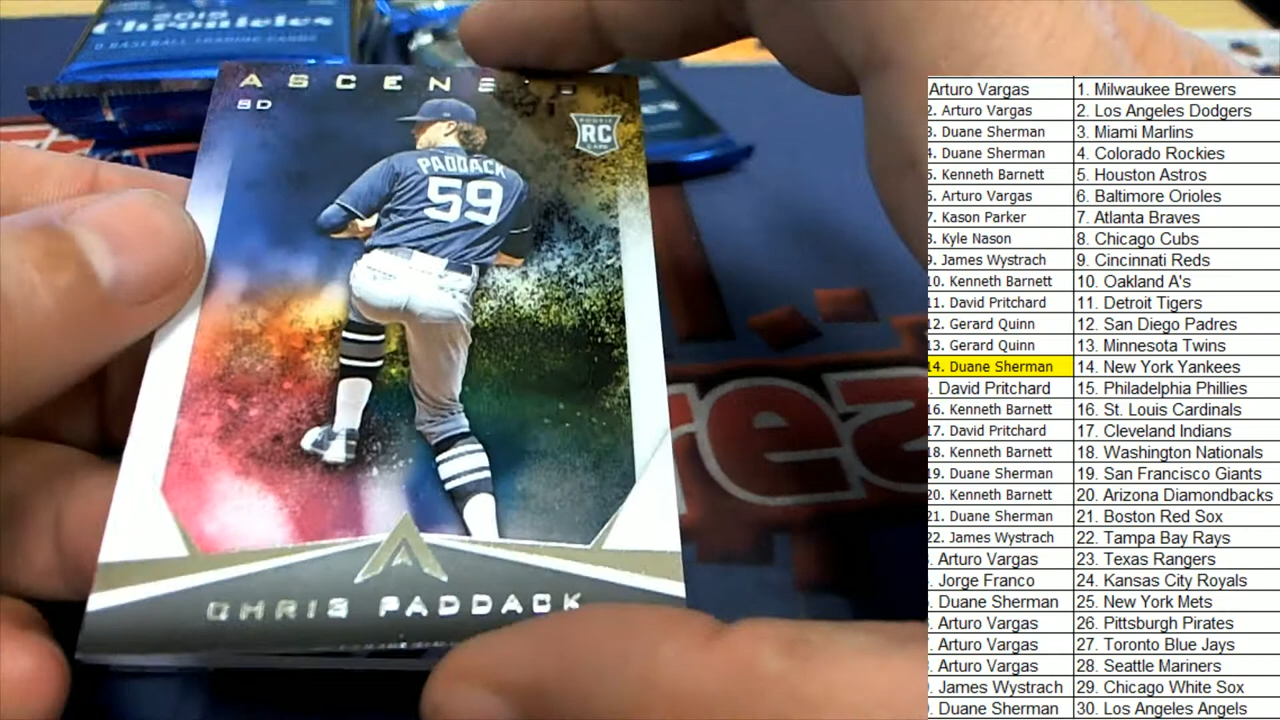 2019
Chronicles
BASEBALL TRADING CARDS
SD
ROOKIE
RC
CARD
PADDACK
59
A
CHRIS PADDACK
Arturo Vargas 1. Milwaukee Brewers
2. Arturo Vargas 2. Los Angeles Dodgers
3. Duane Sherman 3. Miami Marlins
4. Duane Sherman 4. Colorado Rockies
5. Kenneth Barnett 5. Houston Astros
6. Arturo Vargas 6. Baltimore Orioles
7. Kason Parker 7. Atlanta Braves
8. Kyle Nason 8. Chicago Cubs
9. James Wystrach 9. Cincinnati Reds
10. Kenneth Barnett 10. Oakland A's
11. David Pritchard 11. Detroit Tigers
12. Gerard Quinn 12. San Diego Padres
13. Gerard Quinn 13. Minnesota Twins
14. Duane Sherman 14. New York Yankees
David Pritchard 15. Philadelphia Phillies
16. Kenneth Barnett 16. St. Louis Cardinals
17. David Pritchard 17. Cleveland Indians
18. Kenneth Barnett 18. Washington Nationals
19. Duane Sherman 19. San Francisco Giants
20. Kenneth Barnett 20. Arizona Diamondbacks
21. Duane Sherman 21. Boston Red Sox
22. James Wystrach 22. Tampa Bay Rays
Arturo Vargas 23. Texas Rangers
Jorge Franco 24. Kansas City Royals
Duane Sherman 25. New York Mets
Arturo Vargas 26. Pittsburgh Pirates
Arturo Vargas 27. Toronto Blue Jays
Arturo Vargas 28. Seattle Mariners
James Wystrach 29. Chicago White Sox
Duane Sherman 30. Los Angeles Angels